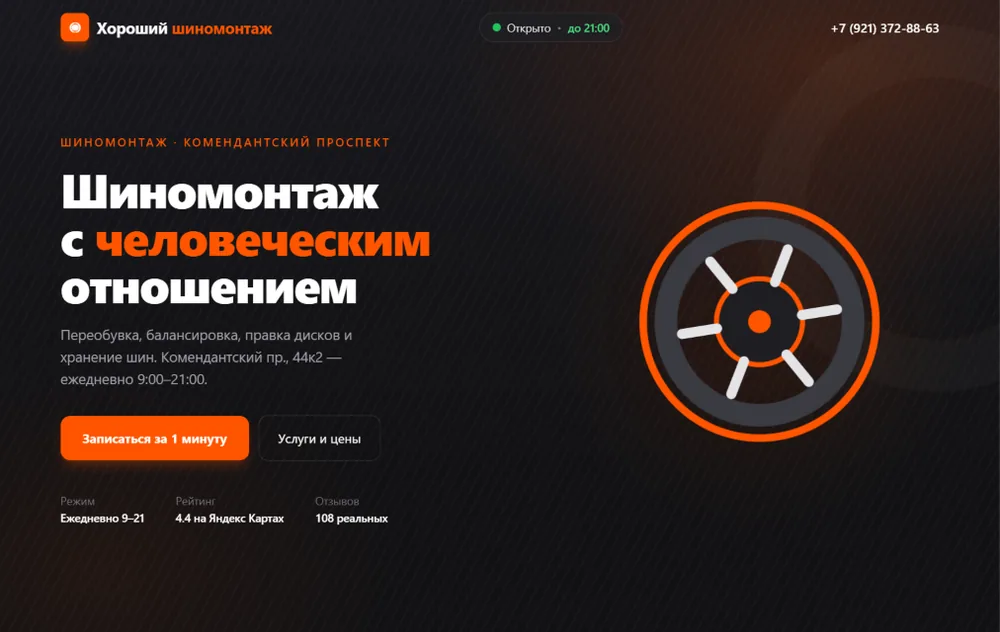 Хороший шиномонтаж
Открыто · до 21:00
+7 (921) 372-88-63
ШИНОМОНТАЖ · КОМЕНДАНТСКИЙ ПРОСПЕКТ
Шиномонтаж
с человеческим
отношением
Переобувка, балансировка, правка дисков и
хранение шин. Комендантский пр., 44к2 —
ежедневно 9:00–21:00.
Записаться за 1 минуту
Услуги и цены
Режим
Ежедневно 9–21
Рейтинг
4.4 на Яндекс Картах
Отзывов
108 реальных